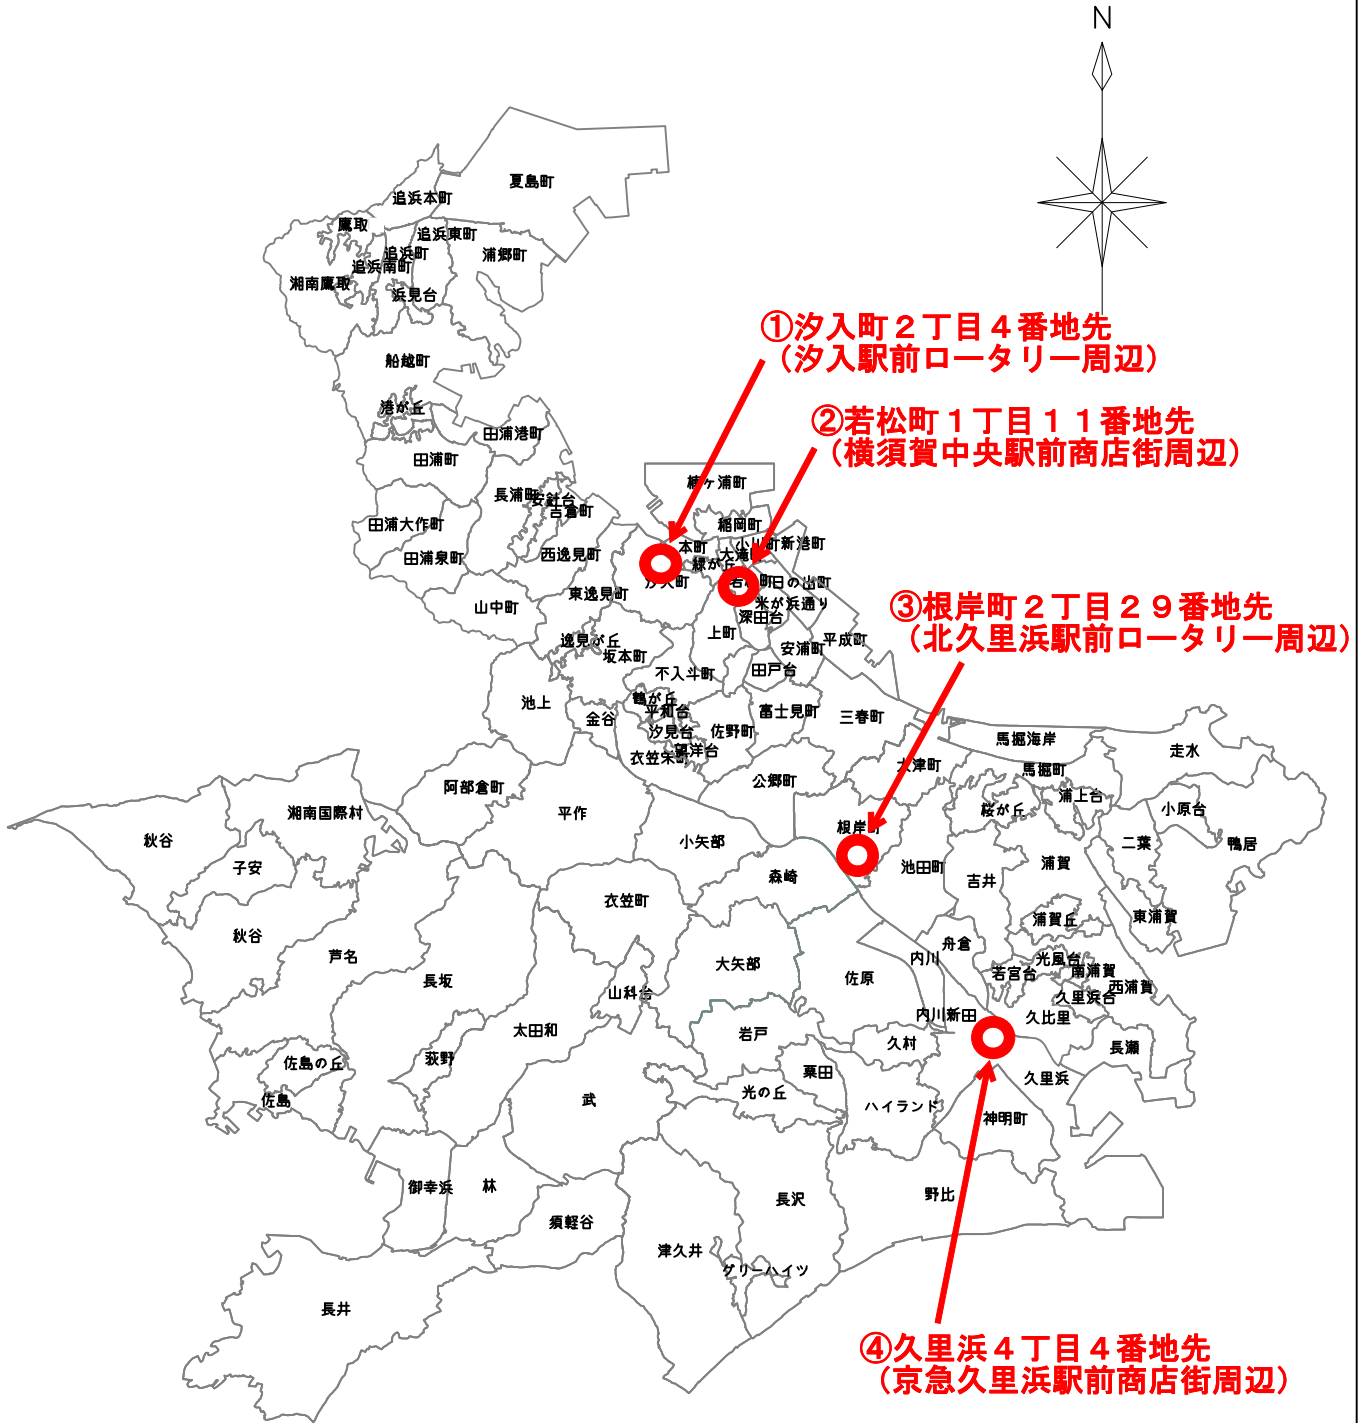 N
夏島町
追浜本町
鷹取
追浜東町
追浜町
浦郷町
追浜南町
湘南鷹取
浜見台
①汐入町２丁目４番地先
（汐入駅前ロータリー周辺）
船越町
港が丘
②若松町１丁目１１番地先
（横須賀中央駅前商店街周辺）
田浦港町
田浦町
楠ヶ浦町
長浦町
安針台
吉倉町
田浦大作町
稲岡町
田浦泉町
西逸見町
本町
小川町
新港町
大滝町
緑が丘
汐入町
若松町
日の出町
東逸見町
米が浜通り
山中町
深田台
③根岸町２丁目２９番地先
（北久里浜駅前ロータリー周辺）
逸見が丘
坂本町
上町
安浦町
平成町
不入斗町
田戸台
池上
鶴が丘
平和台
金谷
汐見台
佐野町
富士見町
三春町
衣笠栄町
望洋台
馬堀海岸
走水
大津町
馬堀町
阿部倉町
公郷町
浦上台
湘南国際村
平作
桜が丘
小原台
秋谷
小矢部
根岸町
二葉
鴨居
子安
森崎
池田町
吉井
浦賀
衣笠町
浦賀丘
東浦賀
秋谷
芦名
大矢部
内川
舟倉
光風台
南浦賀
長坂
山科台
佐原
若宮台
久里浜台
西浦賀
太田和
岩戸
内川新田
久比里
久村
長瀬
佐島の丘
荻野
粟田
久里浜
佐島
武
光の丘
ハイランド
神明町
御幸浜
林
長沢
野比
須軽谷
津久井
グリーハイツ
長井
④久里浜４丁目４番地先
（京急久里浜駅前商店街周辺）